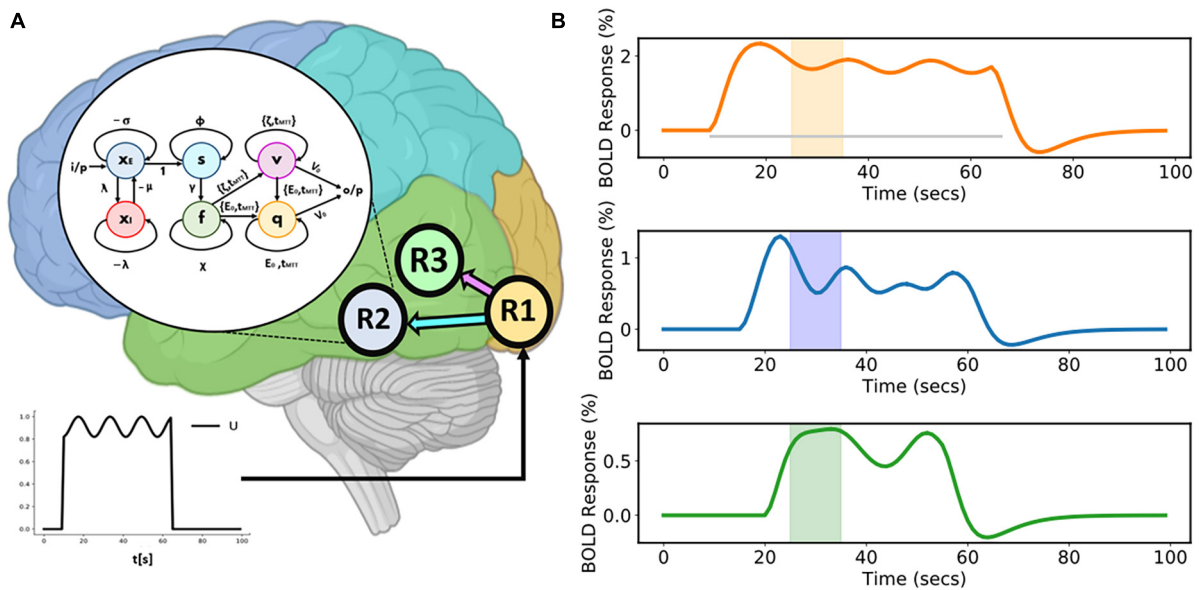 A
- σ
ϕ
{ζ,tMTT}
i/p
xE
1
s
v
V0
λ
- μ
γ
{ζ,tMTT}
{E0,tMTT}
o/p
xI
f
{E0,tMTT}
q
V0
-λ
χ
E0 ,tMTT
R3
R2
R1
1.0
0.8
0.6
0.4
0.2
0.0
U
0 20 40 60 80 100
t[s]
B
BOLD Response (%)
2
0
0 20 40 60 80 100
Time (secs)
BOLD Response (%)
1
0
0 20 40 60 80 100
Time (secs)
BOLD Response (%)
0.5
0.0
0 20 40 60 80 100
Time (secs)